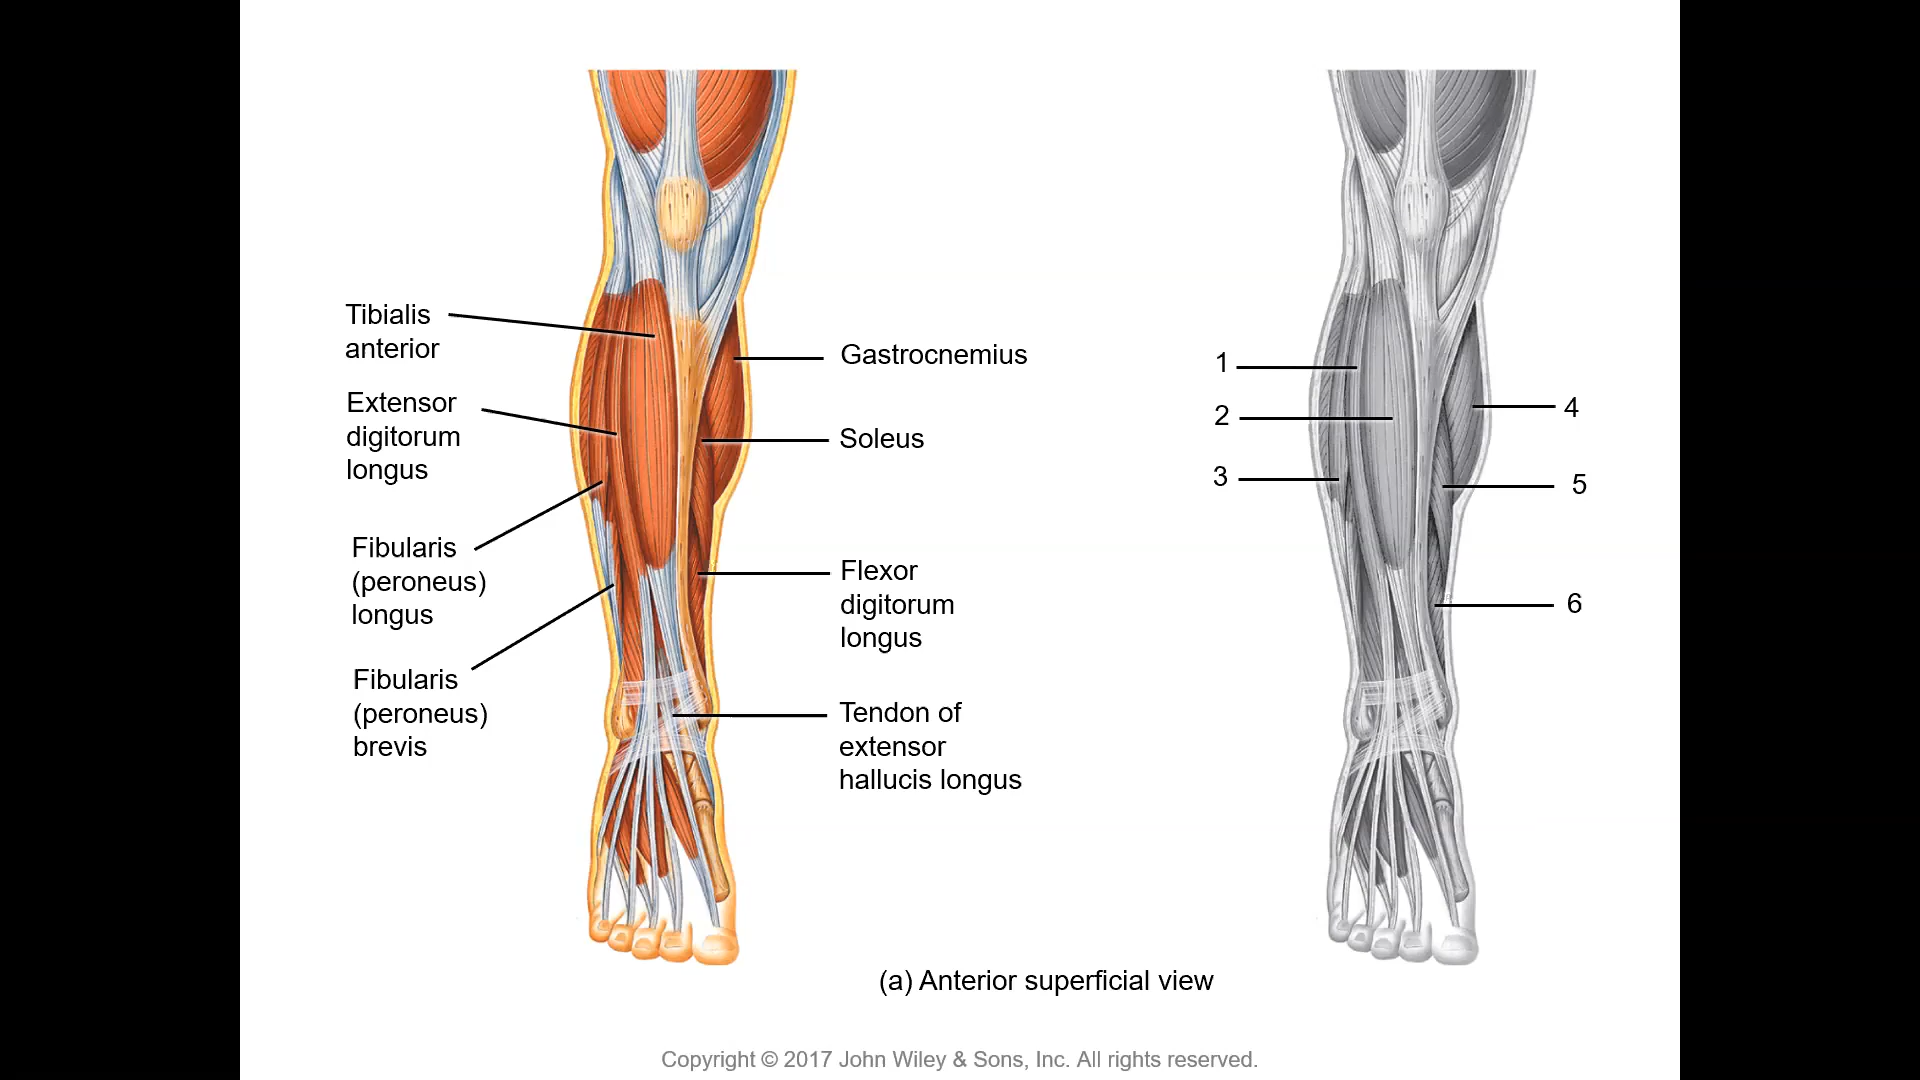 Tibialis
anterior
Extensor
digitorum
longus
Fibularis
(peroneus)
longus
Fibularis
(peroneus)
brevis
Gastrocnemius
Soleus
Flexor
digitorum
longus
Tendon of
extensor
hallucis longus
1
2
3
4
5
6
(a) Anterior superficial view
Copyright © 2017 John Wiley & Sons, Inc. All rights reserved.